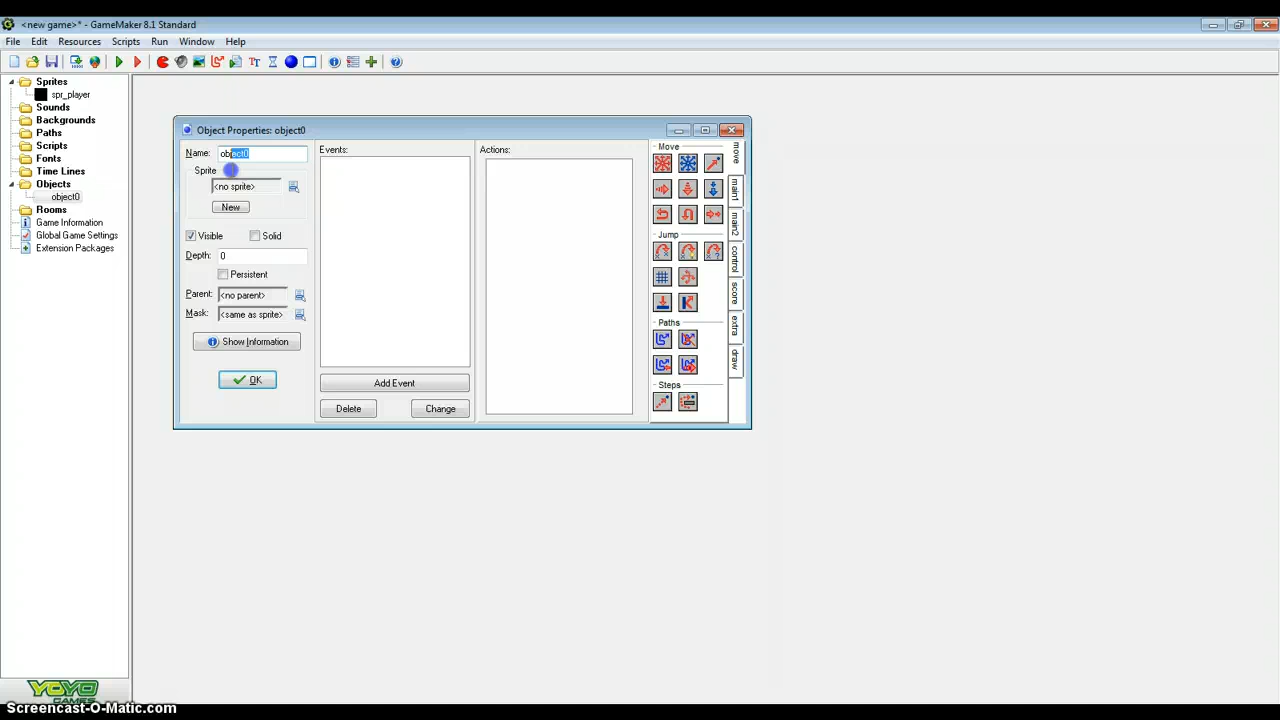 <new game>* - GameMaker 8.1 Standard
File Edit Resources Scripts Run Window Help
Sprites
spr_player
Sounds
Backgrounds
Paths
Scripts
Fonts
Time Lines
Objects
object0
Rooms
Game Information
Global Game Settings
Extension Packages
Object Properties: object0
Name: object0
Sprite
<no sprite>
New
Visible Solid
Depth: 0
Persistent
Parent: <no parent>
Mask: <same as sprite>
Show Information
OK
Events:
Add Event
Delete Change
Actions:
Move
Jump
Paths
Steps
move
main1
main2
control
score
extra
draw
YOYO
GAMES
Screencast-O-Matic.com